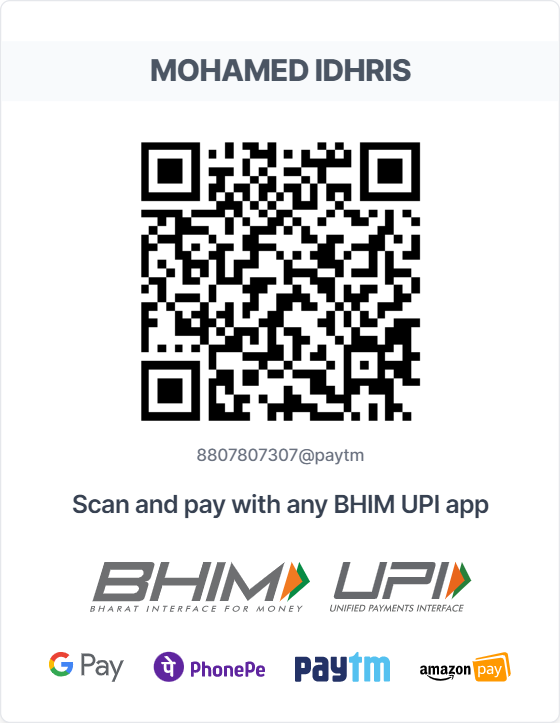 MOHAMED IDHRIS
8807807307@paytm
Scan and pay with any BHIM UPI app
BHIM UPI
BHARAT INTERFACE FOR MONEY UNIFIED PAYMENTS INTERFACE
G Pay पे PhonePe paytm amazon pay